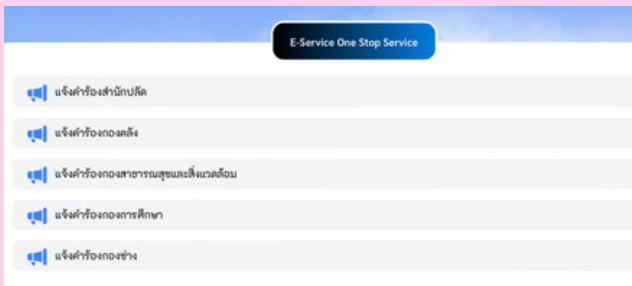 E-Service One Stop Service
แจ้งคำร้องสำนักปลัด
แจ้งคำร้องกองคลัง
แจ้งคำร้องกองสาธารณสุขและสิ่งแวดล้อม
แจ้งคำร้องกองการศึกษา
แจ้งคำร้องกองช่าง